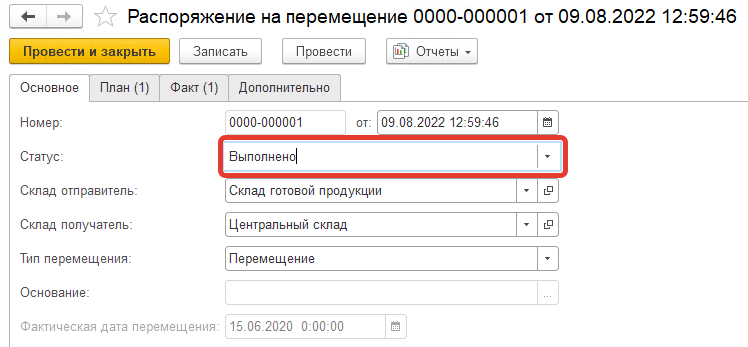 Распоряжение на перемещение 0000-000001 от 09.08.2022 12:59:46
Провести и закрыть Записать Провести Отчеты
Основное План (1) Факт (1) Дополнительно
Номер: 0000-000001 от: 09.08.2022 12:59:46
Статус: Выполнено
Склад отправитель: Склад готовой продукции
Склад получатель: Центральный склад
Тип перемещения: Перемещение
Основание: ...
Фактическая дата перемещения: 15.06.2020 0:00:00